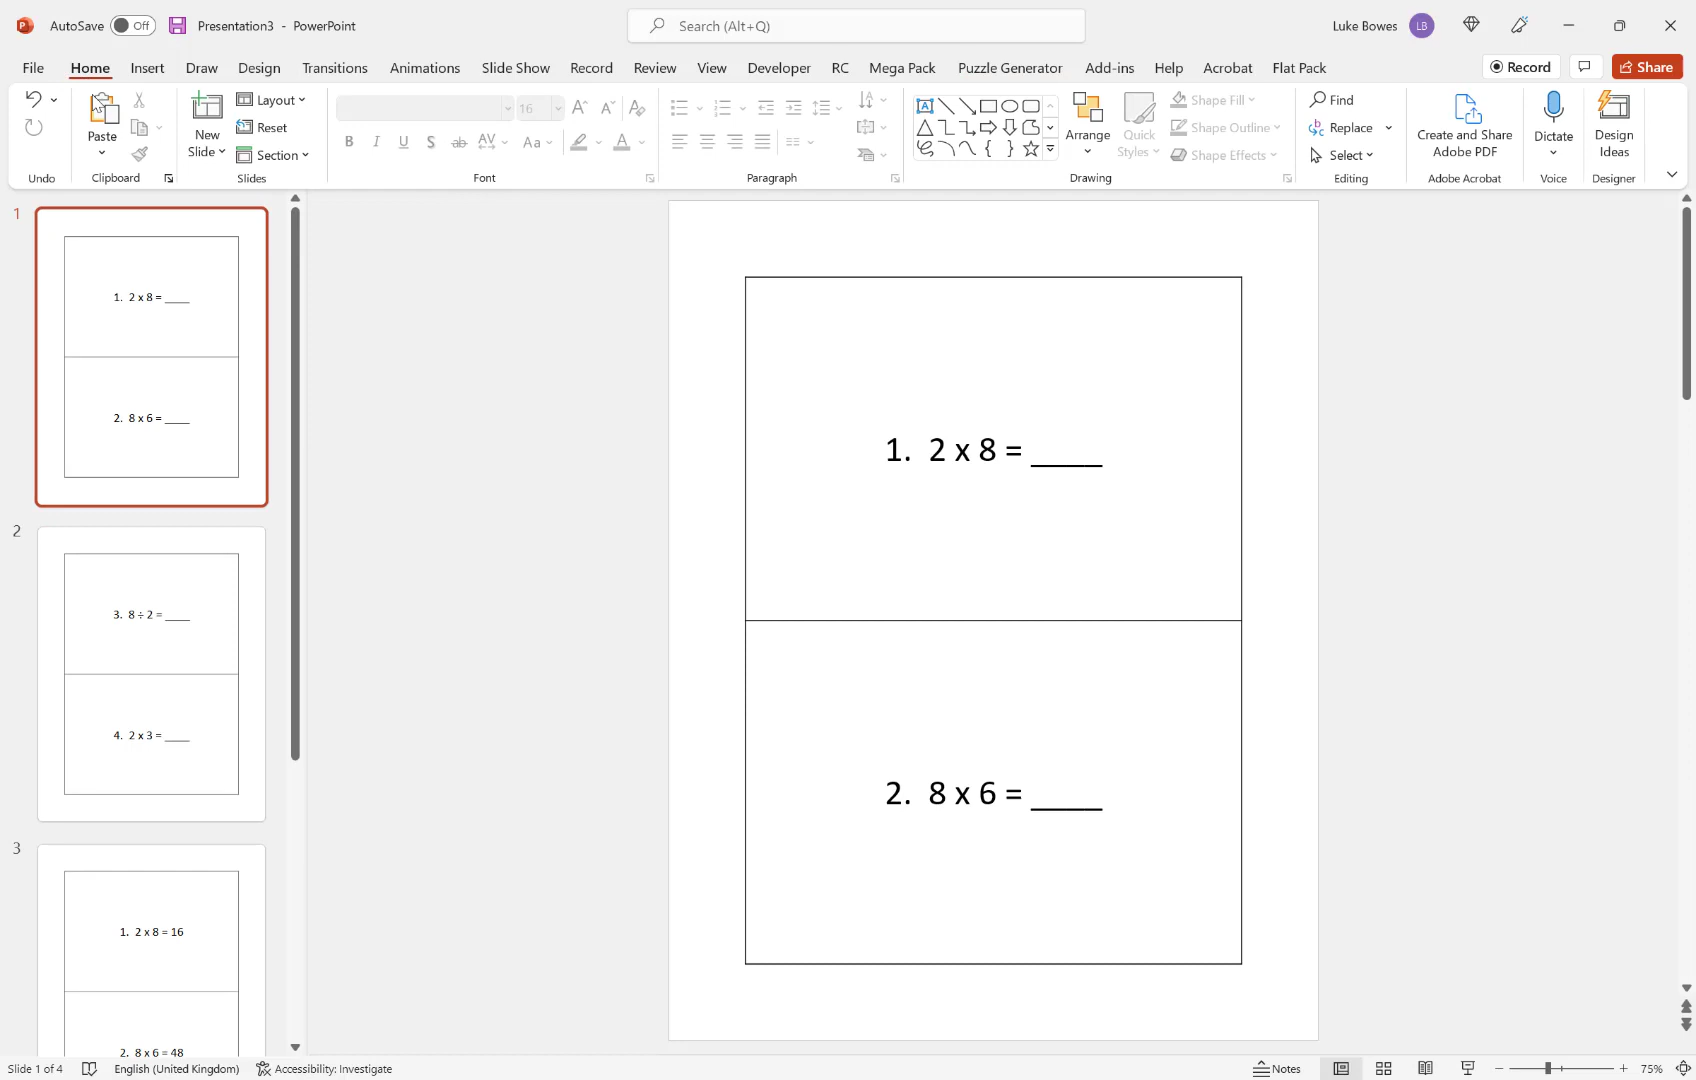 AutoSave Off Presentation3 - PowerPoint Search (Alt+Q) Luke Bowes LB
File Home Insert Draw Design Transitions Animations Slide Show Record Review View Developer RC Mega Pack Puzzle Generator Add-ins Help Acrobat Flat Pack Record Share
Paste New Slide Layout Reset Section 16 Arrange Quick Styles Shape Fill Shape Outline Shape Effects Find Replace Select Create and Share Adobe PDF Dictate Design Ideas
Undo Clipboard Slides Font Paragraph Drawing Editing Adobe Acrobat Voice Designer
1
1. 2 x 8 = ____
2. 8 x 6 = ____
2
3. 8 ÷ 2 = ____
4. 2 x 3 = ____
3
1. 2 x 8 = 16
2. 8 x 6 = 48
1. 2 x 8 = ____
2. 8 x 6 = ____
Slide 1 of 4 English (United Kingdom) Accessibility: Investigate Notes 75%